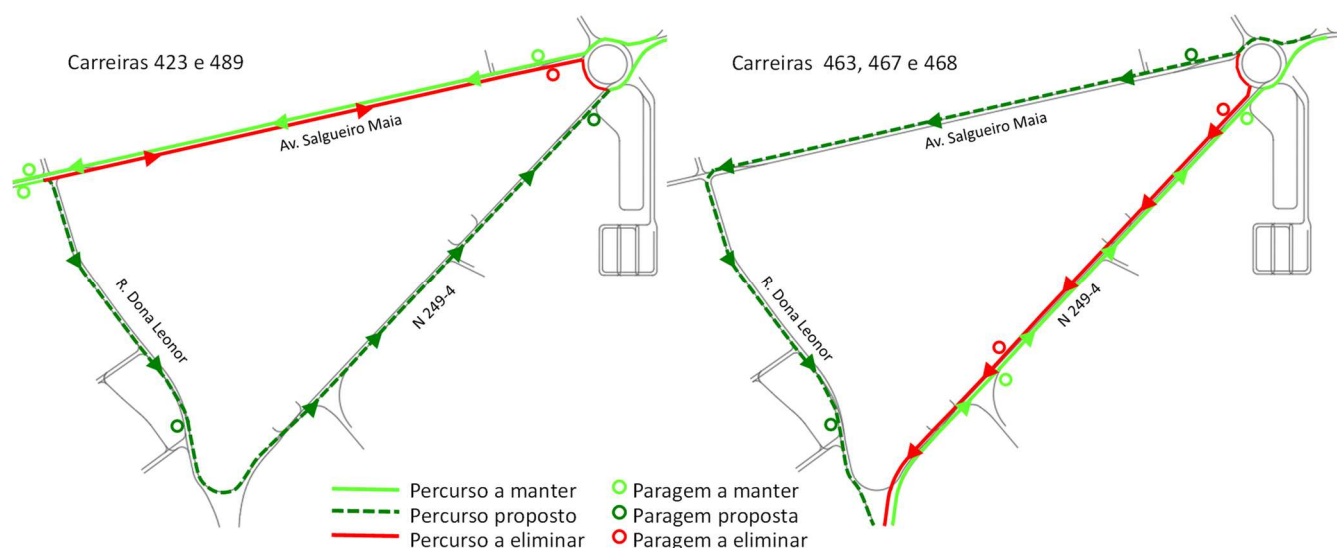 Carreiras 423 e 489
Av. Salgueiro Maia
R. Dona Leonor
N 249-4
Carreiras  463, 467 e 468
Av. Salgueiro Maia
R. Dona Leonor
N 249-4
Percurso a manter
Percurso proposto
Percurso a eliminar
Paragem a manter
Paragem proposta
Paragem a eliminar